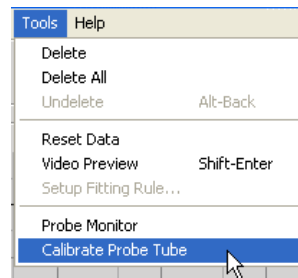 Tools Help
Delete
Delete All
Undelete Alt-Back
Reset Data
Video Preview Shift-Enter
Setup Fitting Rule...
Probe Monitor
Calibrate Probe Tube